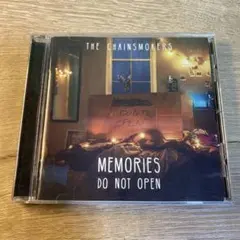 THE CHAINSMOKERS
MEMORIES
DO NOT OPEN